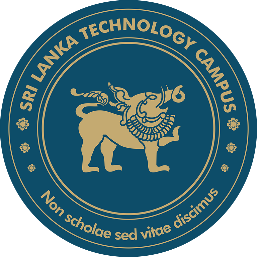 SRI LANKA TECHNOLOGY CAMPUS
Non scholae sed vitae discimus